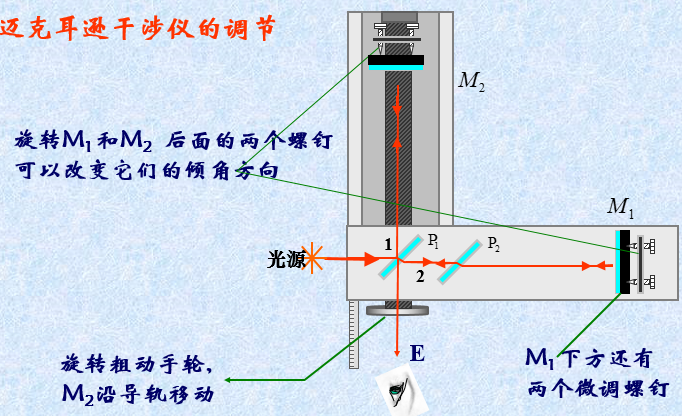 迈克耳逊干涉仪的调节
M2
旋转M1和M2 后面的两个螺钉
可以改变它们的倾角方向
M1
1
P1
P2
光源
2
E
旋转粗动手轮，
M2沿导轨移动
M1下方还有
两个微调螺钉